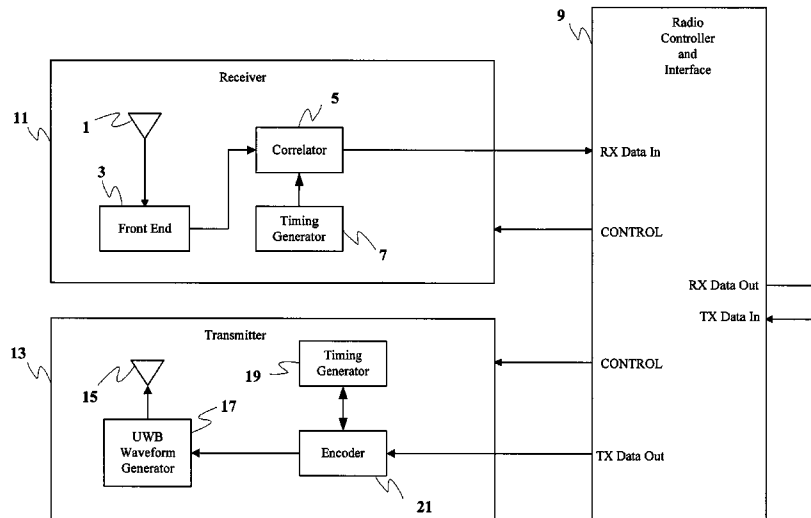 9
Radio
Controller
and
Interface
Receiver
11
1
5
Correlator
RX Data In
3
Front End
Timing
Generator
7
CONTROL
RX Data Out
TX Data In
Transmitter
13
15
19
Timing
Generator
CONTROL
17
UWB
Waveform
Generator
Encoder
TX Data Out
21